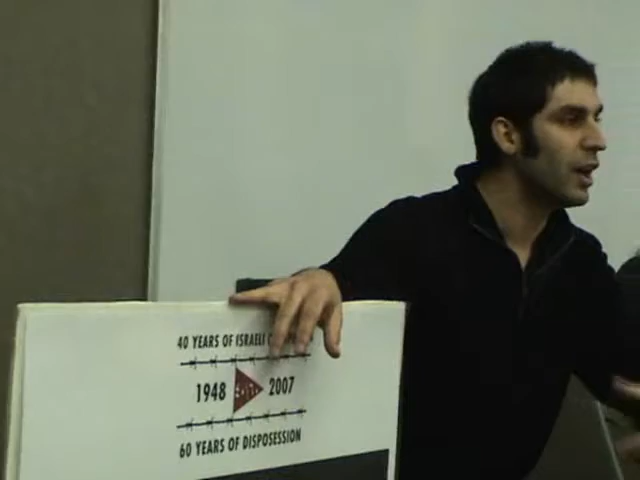 40 YEARS OF ISRAELI
1948 2007
60 YEARS OF DISPOSESSION